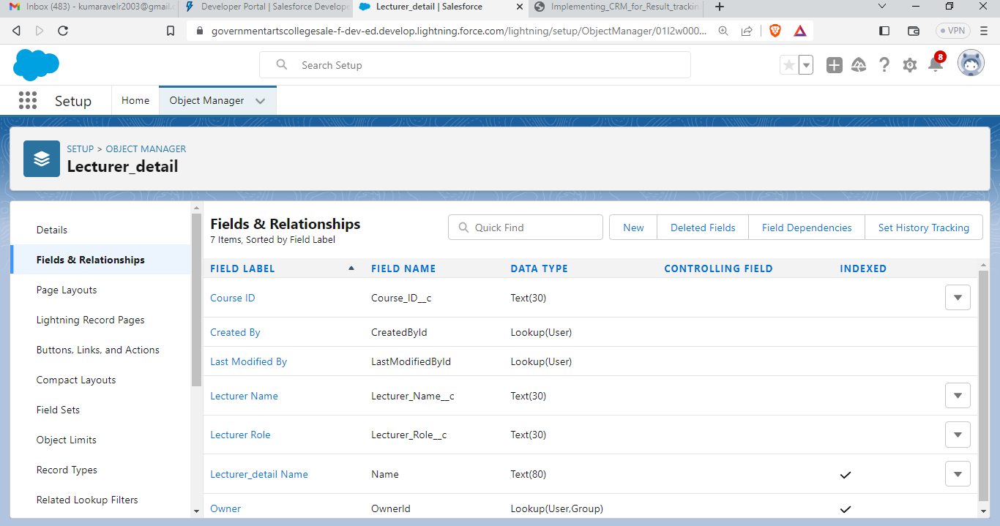 Inbox (483) - kumaravelr2003@gmail.c
Developer Portal | Salesforce Develope
Lecturer_detail | Salesforce
Implementing_CRM_for_Result_trackin
governmentartscollegesale-f-dev-ed.develop.lightning.force.com/lightning/setup/ObjectManager/01I2w000...
VPN
Search Setup
8
Setup
Home
Object Manager
SETUP > OBJECT MANAGER
Lecturer_detail
Details
Fields & Relationships
Page Layouts
Lightning Record Pages
Buttons, Links, and Actions
Compact Layouts
Field Sets
Object Limits
Record Types
Related Lookup Filters
Fields & Relationships
7 Items, Sorted by Field Label
Quick Find
New
Deleted Fields
Field Dependencies
Set History Tracking
FIELD LABEL FIELD NAME DATA TYPE CONTROLLING FIELD INDEXED
Course ID Course_ID__c Text(30)
Created By CreatedById Lookup(User)
Last Modified By LastModifiedById Lookup(User)
Lecturer Name Lecturer_Name__c Text(30)
Lecturer Role Lecturer_Role__c Text(30)
Lecturer_detail Name Name Text(80)
Owner OwnerId Lookup(User,Group)